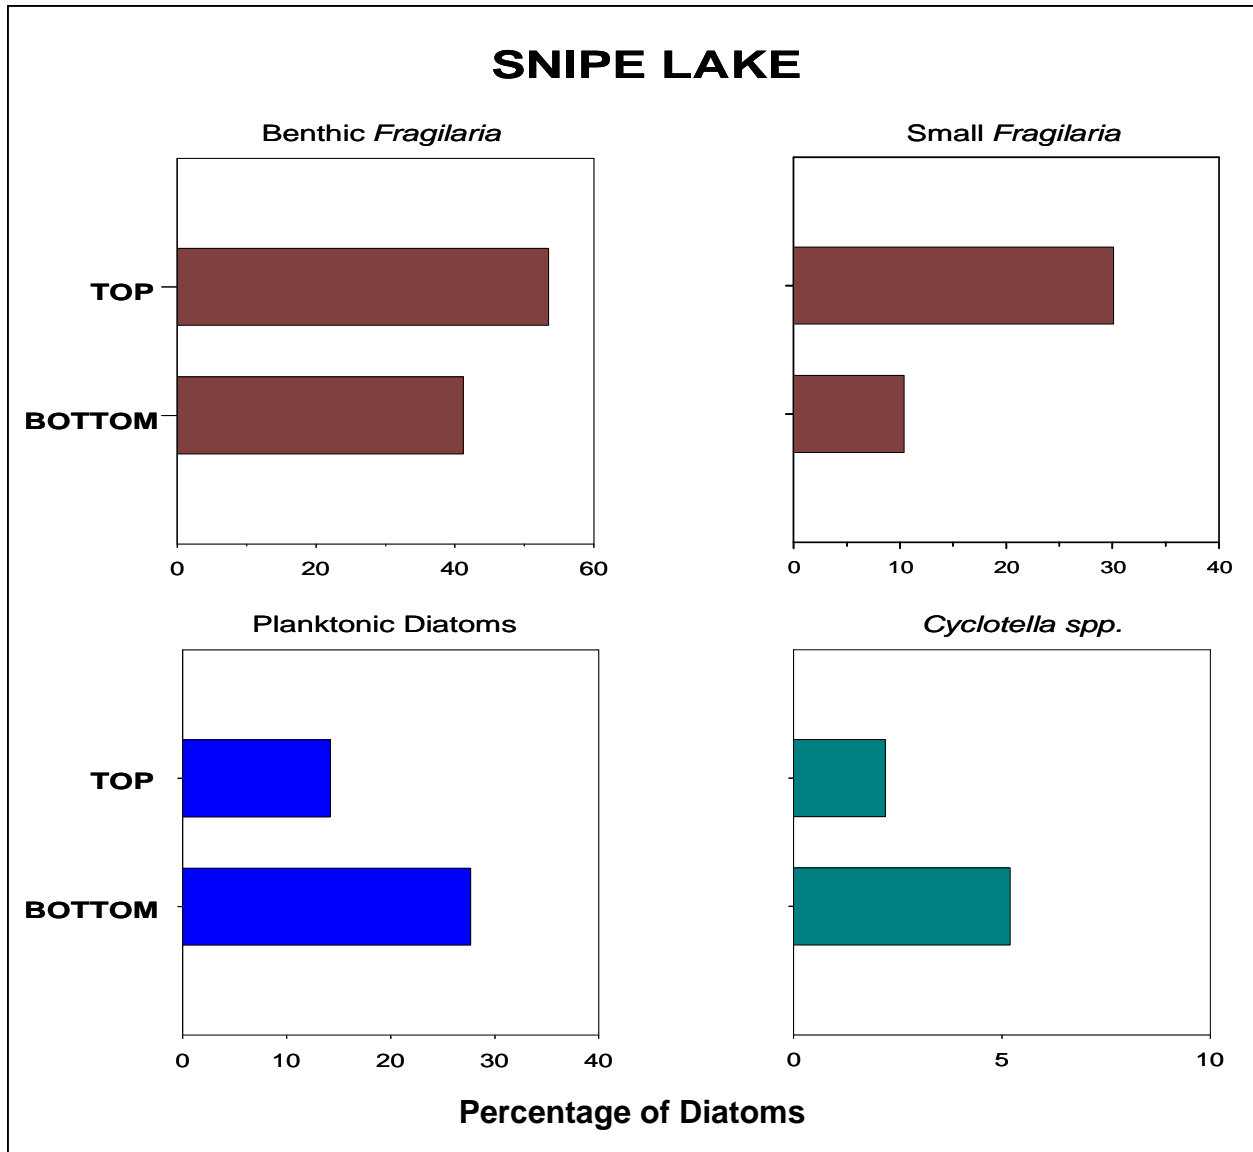 SNIPE LAKE
Benthic Fragilaria
Small Fragilaria
TOP
BOTTOM
0 20 40 60
0 10 20 30 40
Planktonic Diatoms
Cyclotella spp.
TOP
BOTTOM
0 10 20 30 40
0 5 10
Percentage of Diatoms